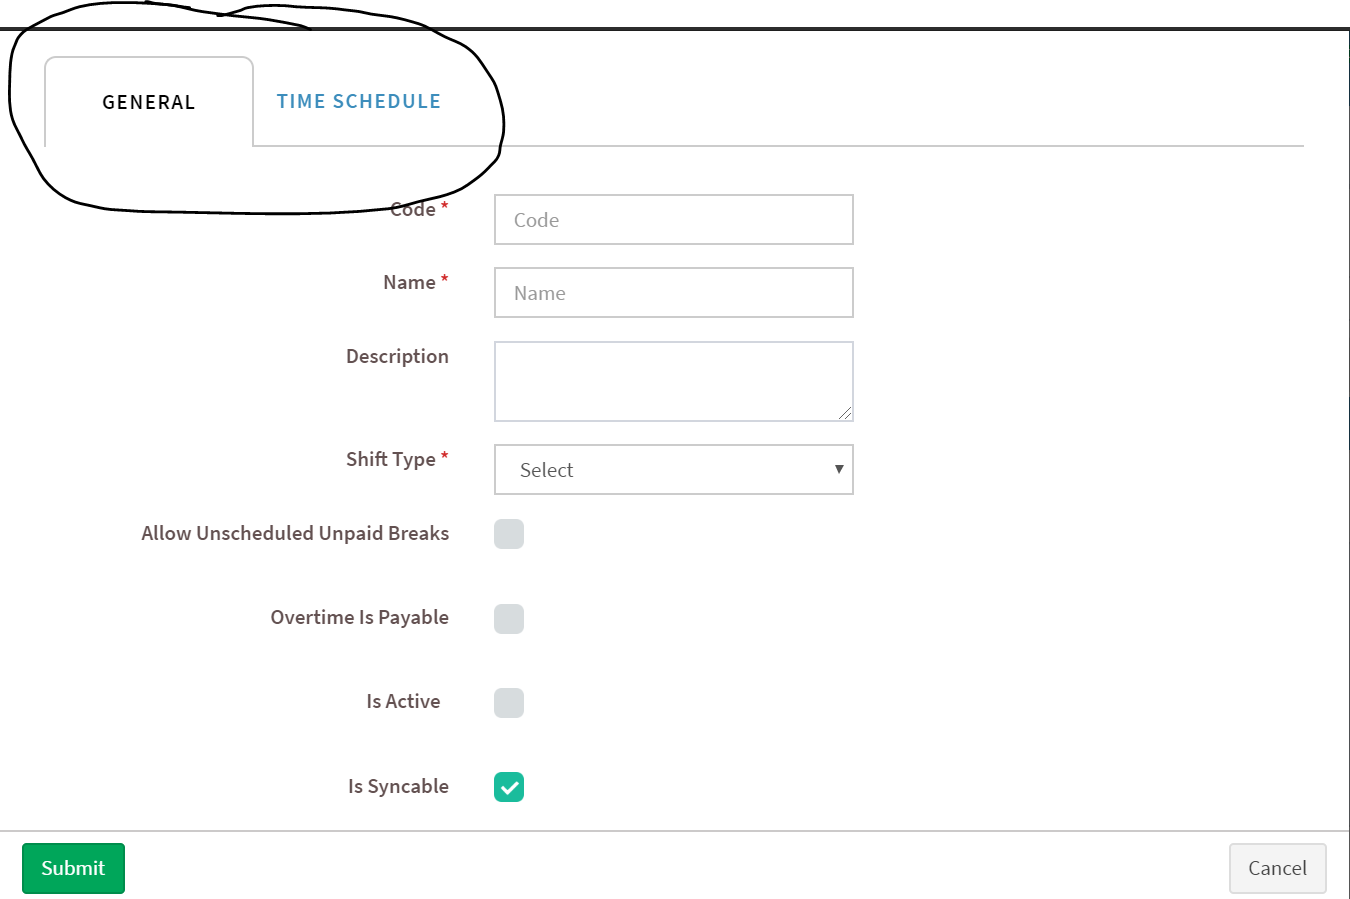 GENERAL TIME SCHEDULE
Code *
Code
Name *
Name
Description
Shift Type *
Select
Allow Unscheduled Unpaid Breaks
Overtime Is Payable
Is Active
Is Syncable
Submit Cancel